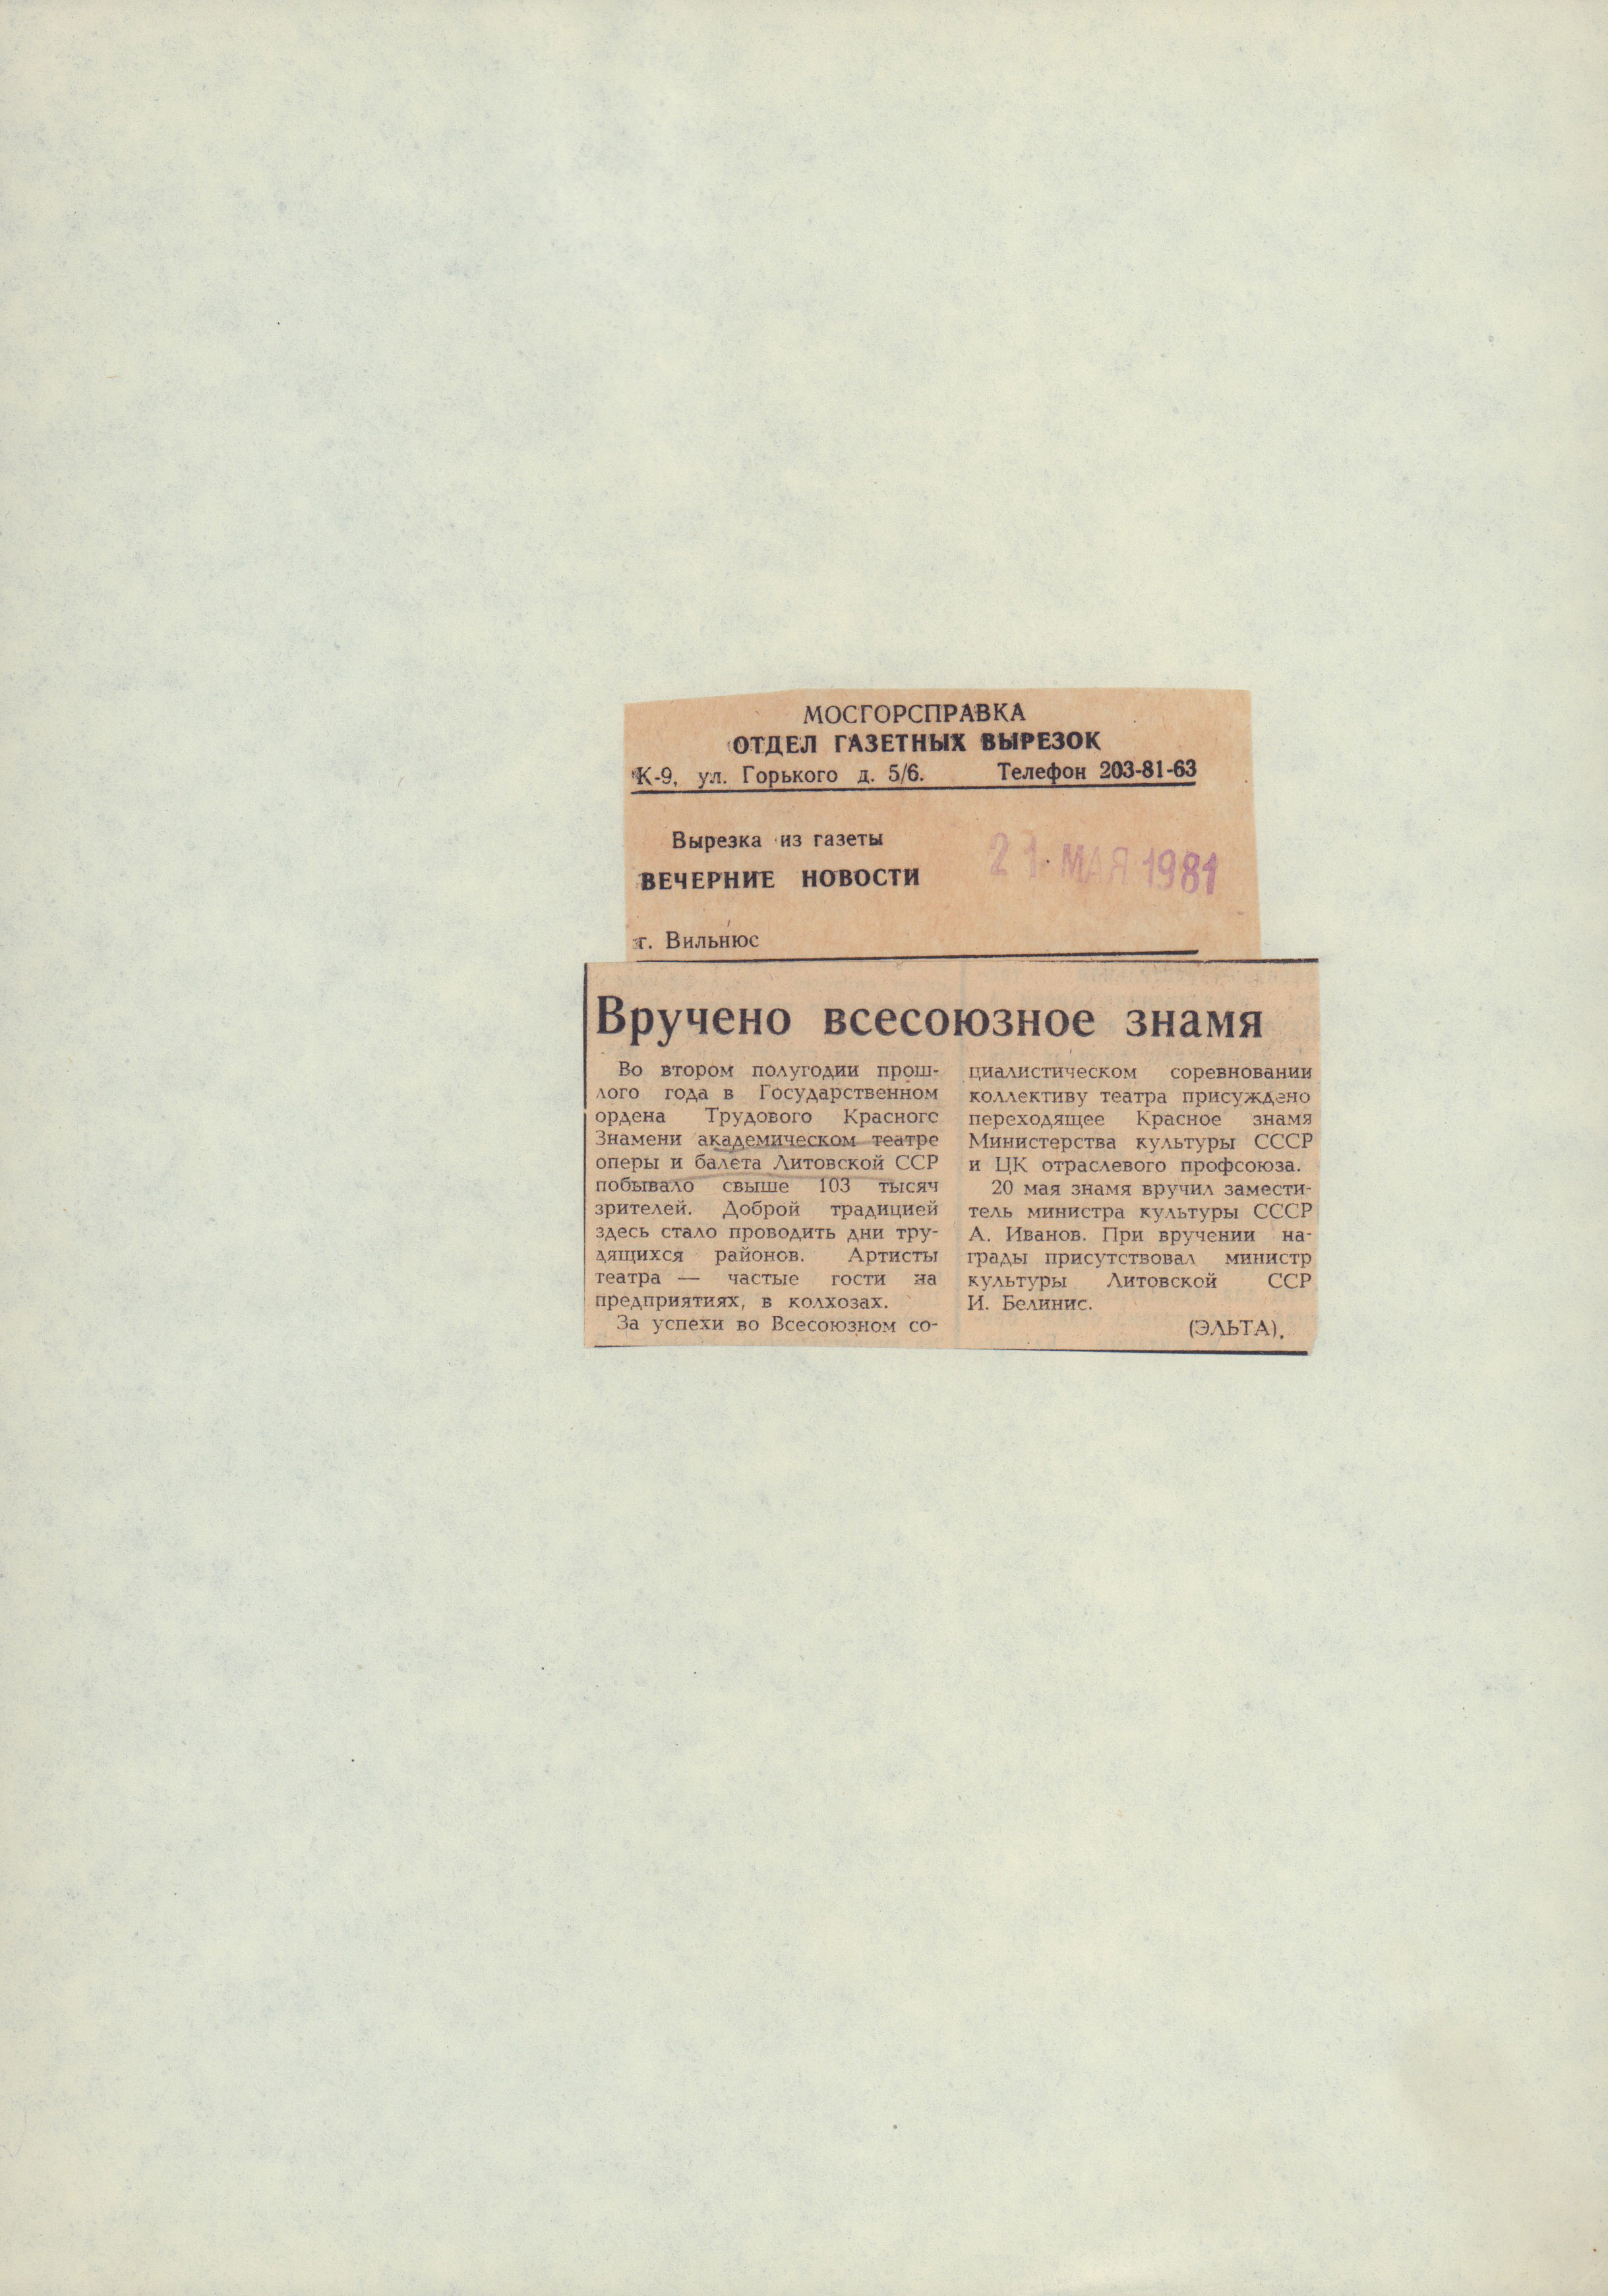 МОСГОРСПРАВКА
ОТДЕЛ ГАЗЕТНЫХ ВЫРЕЗОК
К-9, ул. Горького д. 5/6. Телефон 203-81-63
Вырезка из газеты
ВЕЧЕРНИЕ НОВОСТИ
21 МАЯ 1981
г. Вильнюс
Вручено всесоюзное знамя
Во втором полугодии прош-
лого года в Государственном
ордена Трудового Красного
Знамени академическом театре
оперы и балета Литовской ССР
побывало свыше 103 тысяч
зрителей. Доброй традицией
здесь стало проводить дни тру-
дящихся районов. Артисты
театра — частые гости на
предприятиях, в колхозах.
За успехи во Всесоюзном со-
циалистическом соревновании
коллективу театра присуждено
переходящее Красное знамя
Министерства культуры СССР
и ЦК отраслевого профсоюза.
20 мая знамя вручил замести-
тель министра культуры СССР
А. Иванов. При вручении на-
грады присутствовал министр
культуры Литовской ССР
И. Белинис.
(ЭЛЬТА).